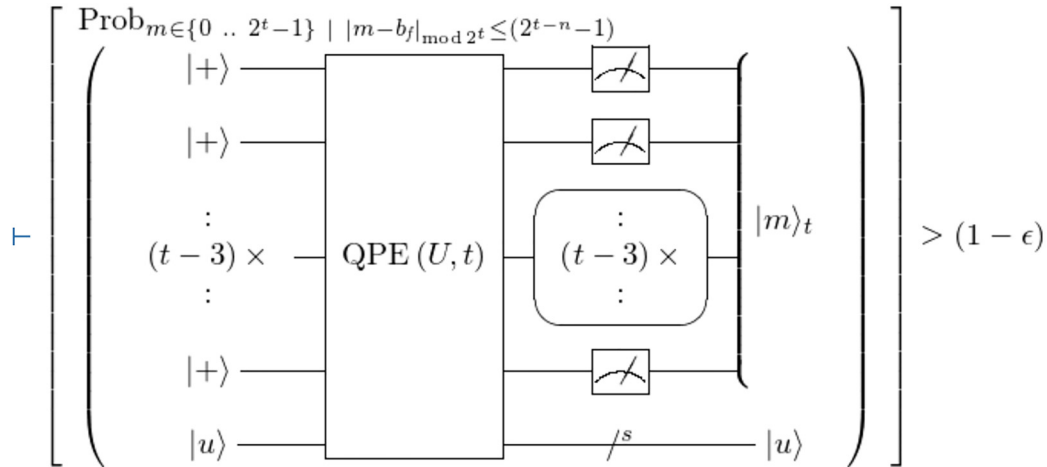 Prob_{m∈{0 .. 2^t−1} | |m−b_f|_{mod 2^t}≤(2^{t−n}−1)}
|+⟩
|+⟩
:
(t − 3) ×
:
|+⟩
|u⟩
QPE (U, t)
:
(t − 3) ×
:
s
|m⟩_t
|u⟩
⊢
> (1 − ϵ)